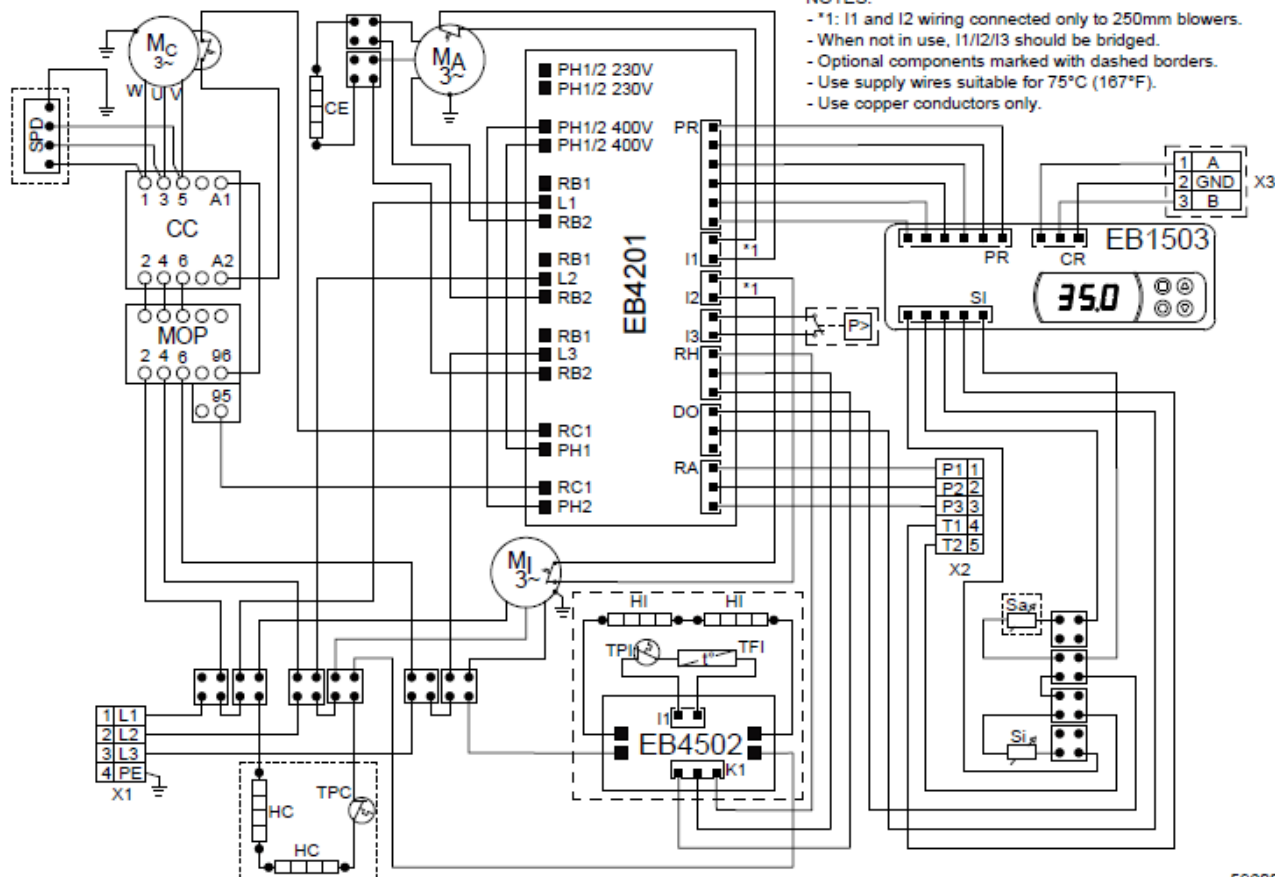 - *1: I1 and I2 wiring connected only to 250mm blowers.
- When not in use, I1/I2/I3 should be bridged.
- Optional components marked with dashed borders.
- Use supply wires suitable for 75°C (167°F).
- Use copper conductors only.
MC
3~
W U V
SPD
1 3 5 A1
CC
2 4 6 A2
MOP
2 4 6 96
95
CE
MA
3~
EB4201
PH1/2 230V
PH1/2 230V
PH1/2 400V
PH1/2 400V
RB1
L1
RB2
RB1
L2
RB2
RB1
L3
RB2
RC1
PH1
RC1
PH2
PR
I1
*1
I2
*1
I3
RH
DO
RA
P>
1 A
2 GND
3 B
X3
EB1503
PR
CR
SI
35.0
P1 1
P2 2
P3 3
T1 4
T2 5
X2
Sa
Si
MI
3~
HI
HI
TPI
t°
TFI
I1
EB4502
K1
1 L1
2 L2
3 L3
4 PE
X1
HC
TPC
HC